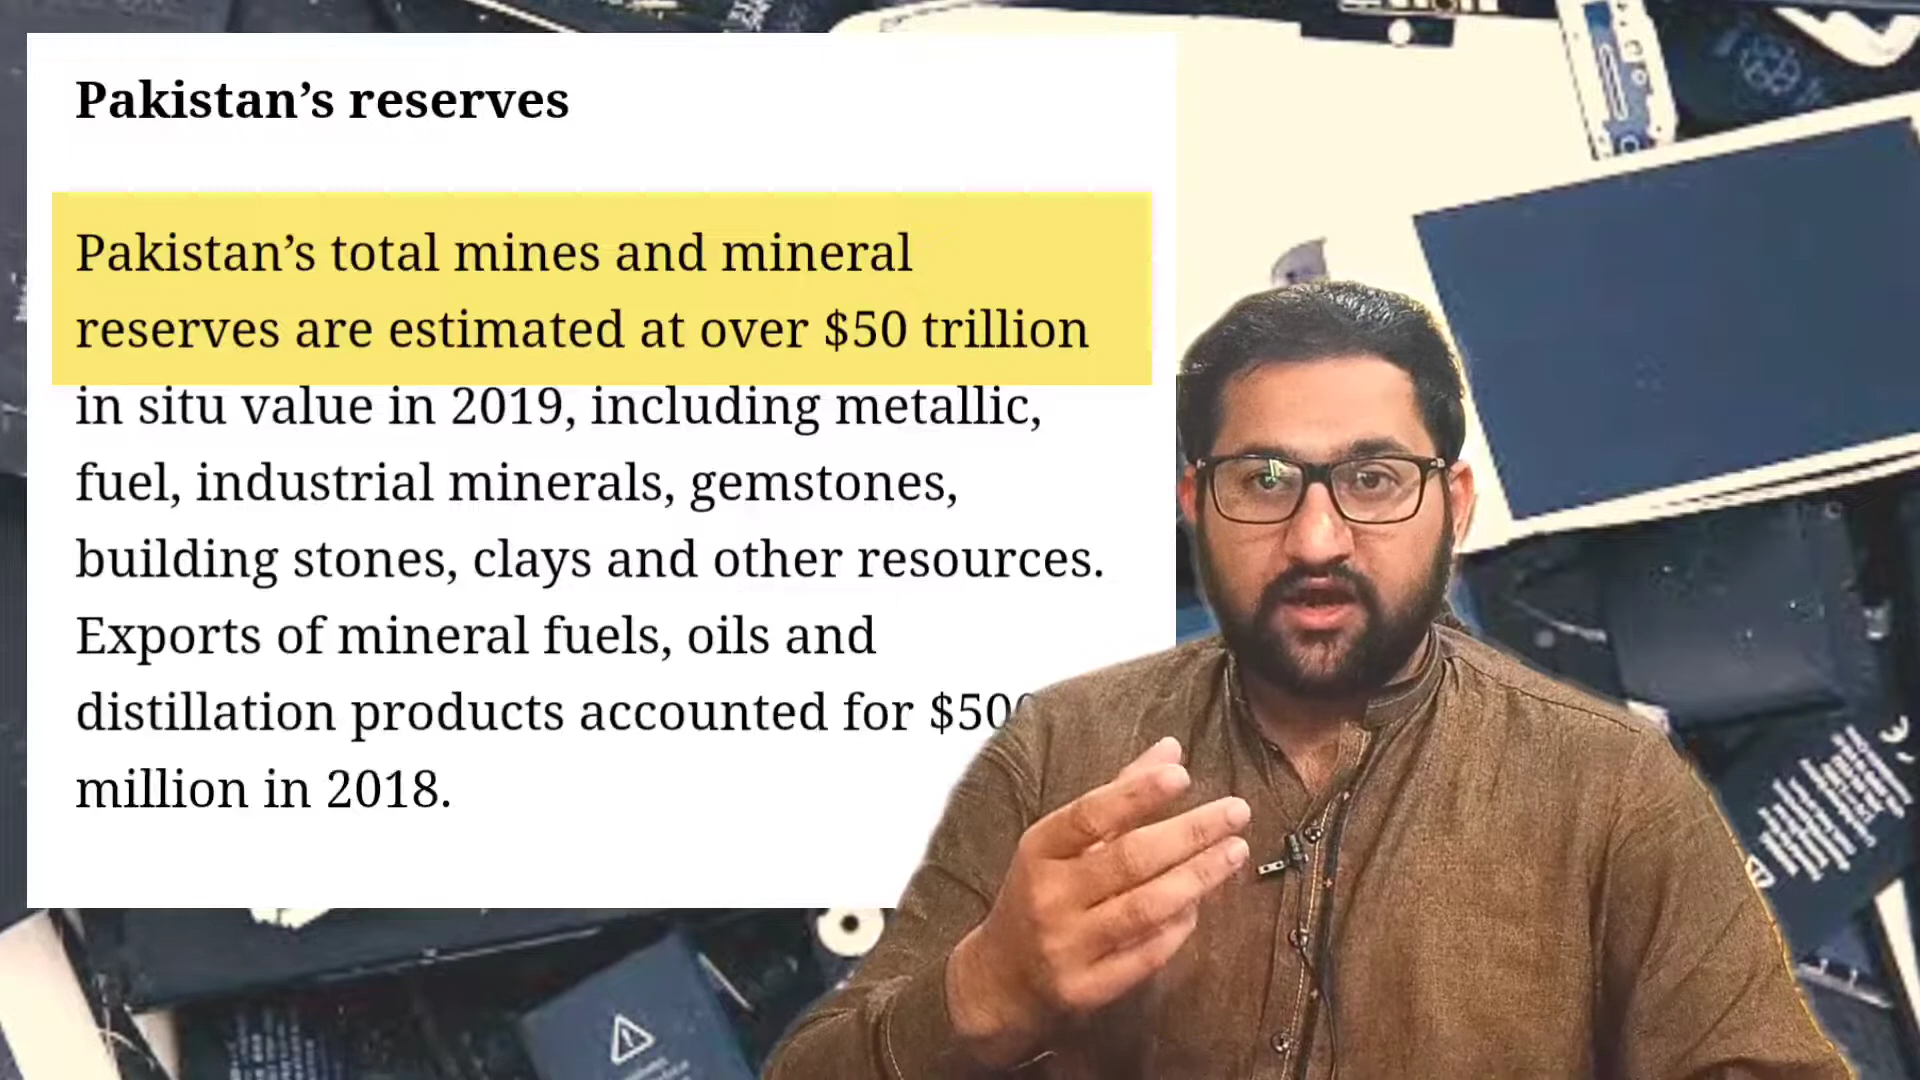 Pakistan’s reserves
Pakistan’s total mines and mineral
reserves are estimated at over $50 trillion
in situ value in 2019, including metallic,
fuel, industrial minerals, gemstones,
building stones, clays and other resources.
Exports of mineral fuels, oils and
distillation products accounted for
million in 2018.